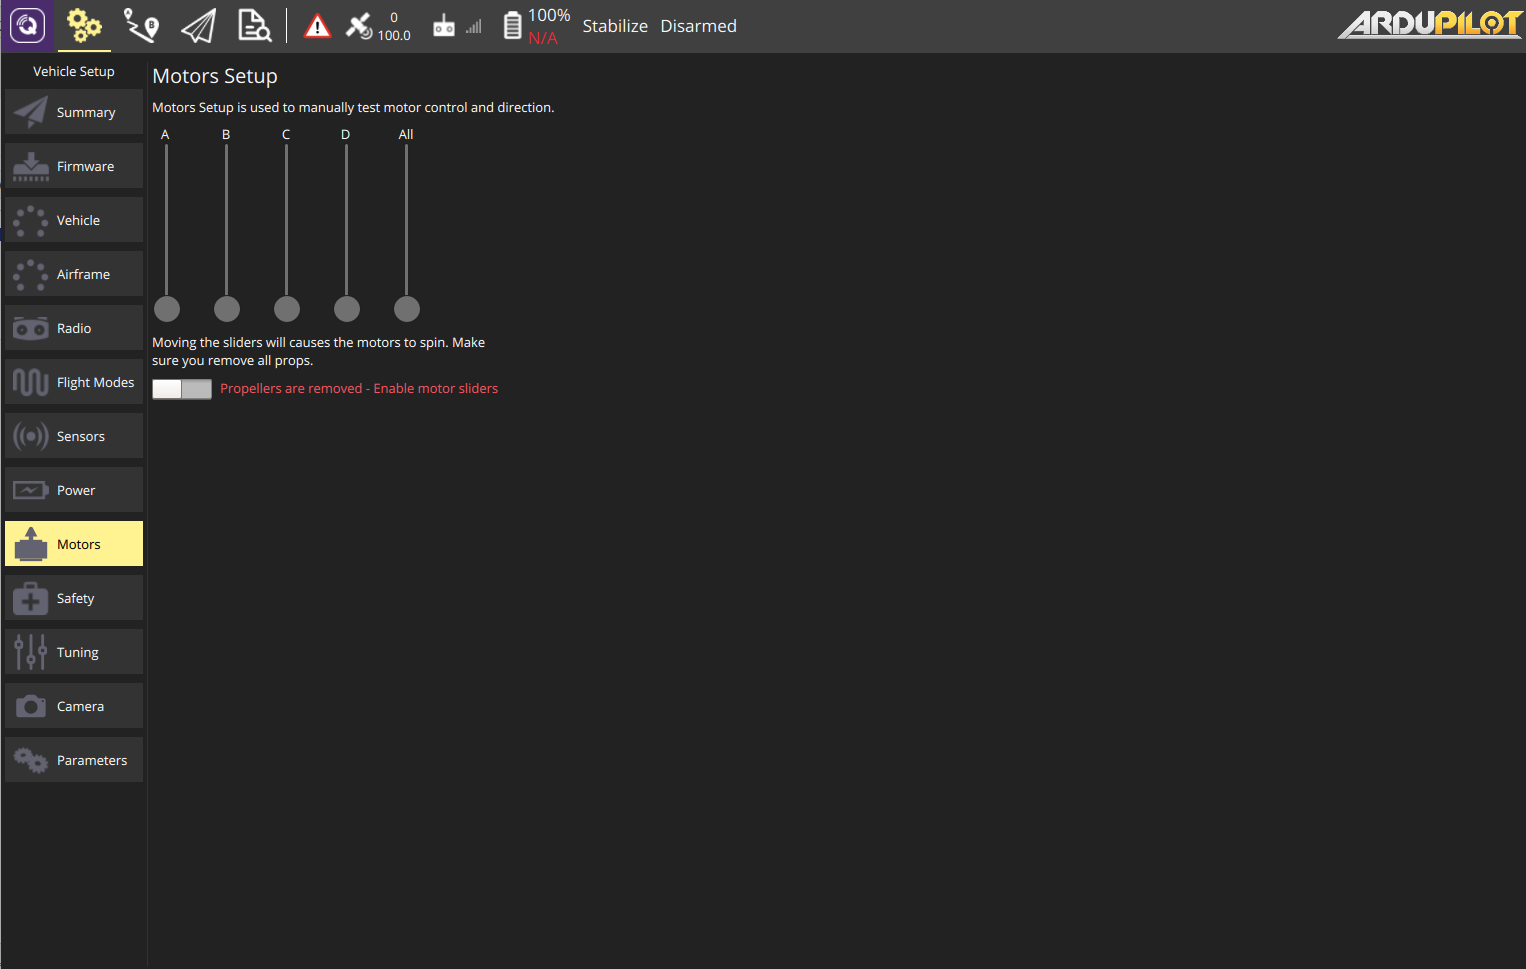 0
100.0
100%
N/A
Stabilize
Disarmed
ARDUPILOT
Vehicle Setup
Summary
Firmware
Vehicle
Airframe
Radio
Flight Modes
Sensors
Power
Motors
Safety
Tuning
Camera
Parameters
Motors Setup
Motors Setup is used to manually test motor control and direction.
A B C D All
Moving the sliders will causes the motors to spin. Make
sure you remove all props.
Propellers are removed - Enable motor sliders